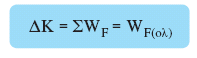 ΔK = ΣW_F = W_F(ολ)